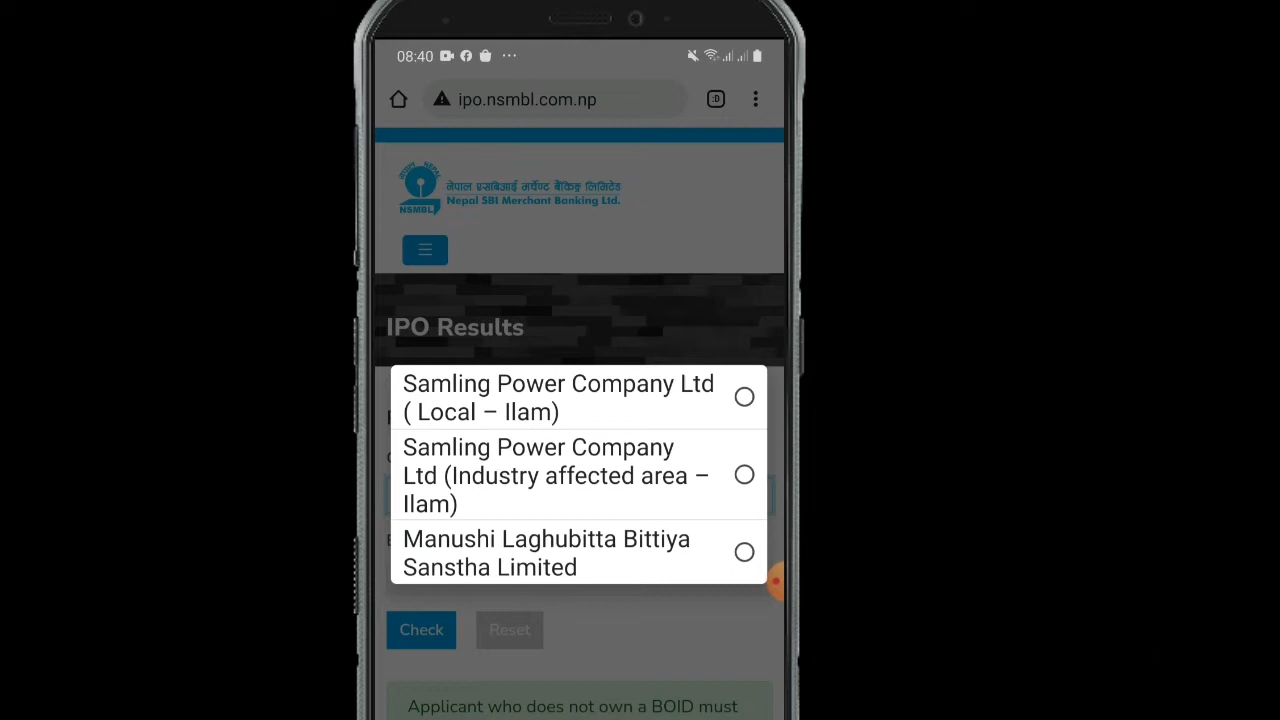 08:40
ipo.nsmbl.com.np
:D
नेपाल एसबिआई मर्चेण्ट बैंकिङ्ग लिमिटेड
Nepal SBI Merchant Banking Ltd.
NSMBL
IPO Results
Samling Power Company Ltd
( Local – Ilam)
Samling Power Company
Ltd (Industry affected area –
Ilam)
Manushi Laghubitta Bittiya
Sanstha Limited
Check
Reset
Applicant who does not own a BOID must